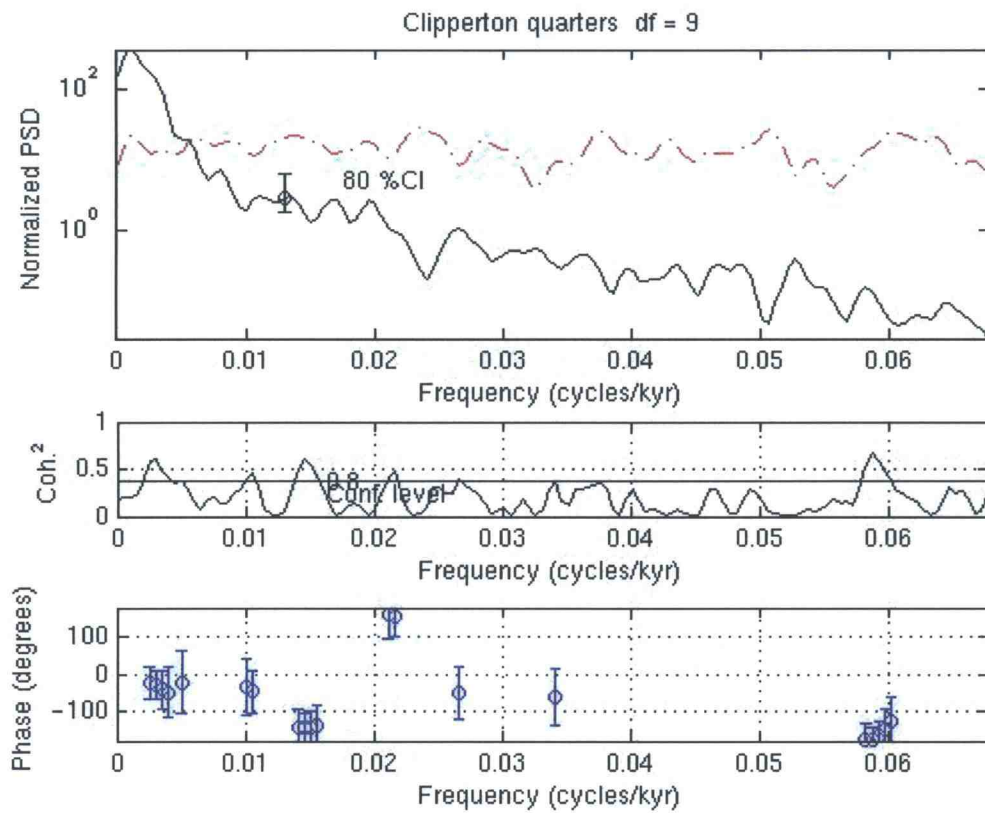 Clipperton quarters df = 9
Normalized PSD
10²
10⁰
80 %CI
0 0.01 0.02 0.03 0.04 0.05 0.06
Frequency (cycles/kyr)
Coh.²
1
0.5
0
0.8
Conf. level
0 0.01 0.02 0.03 0.04 0.05 0.06
Frequency (cycles/kyr)
Phase (degrees)
100
0
−100
0 0.01 0.02 0.03 0.04 0.05 0.06
Frequency (cycles/kyr)